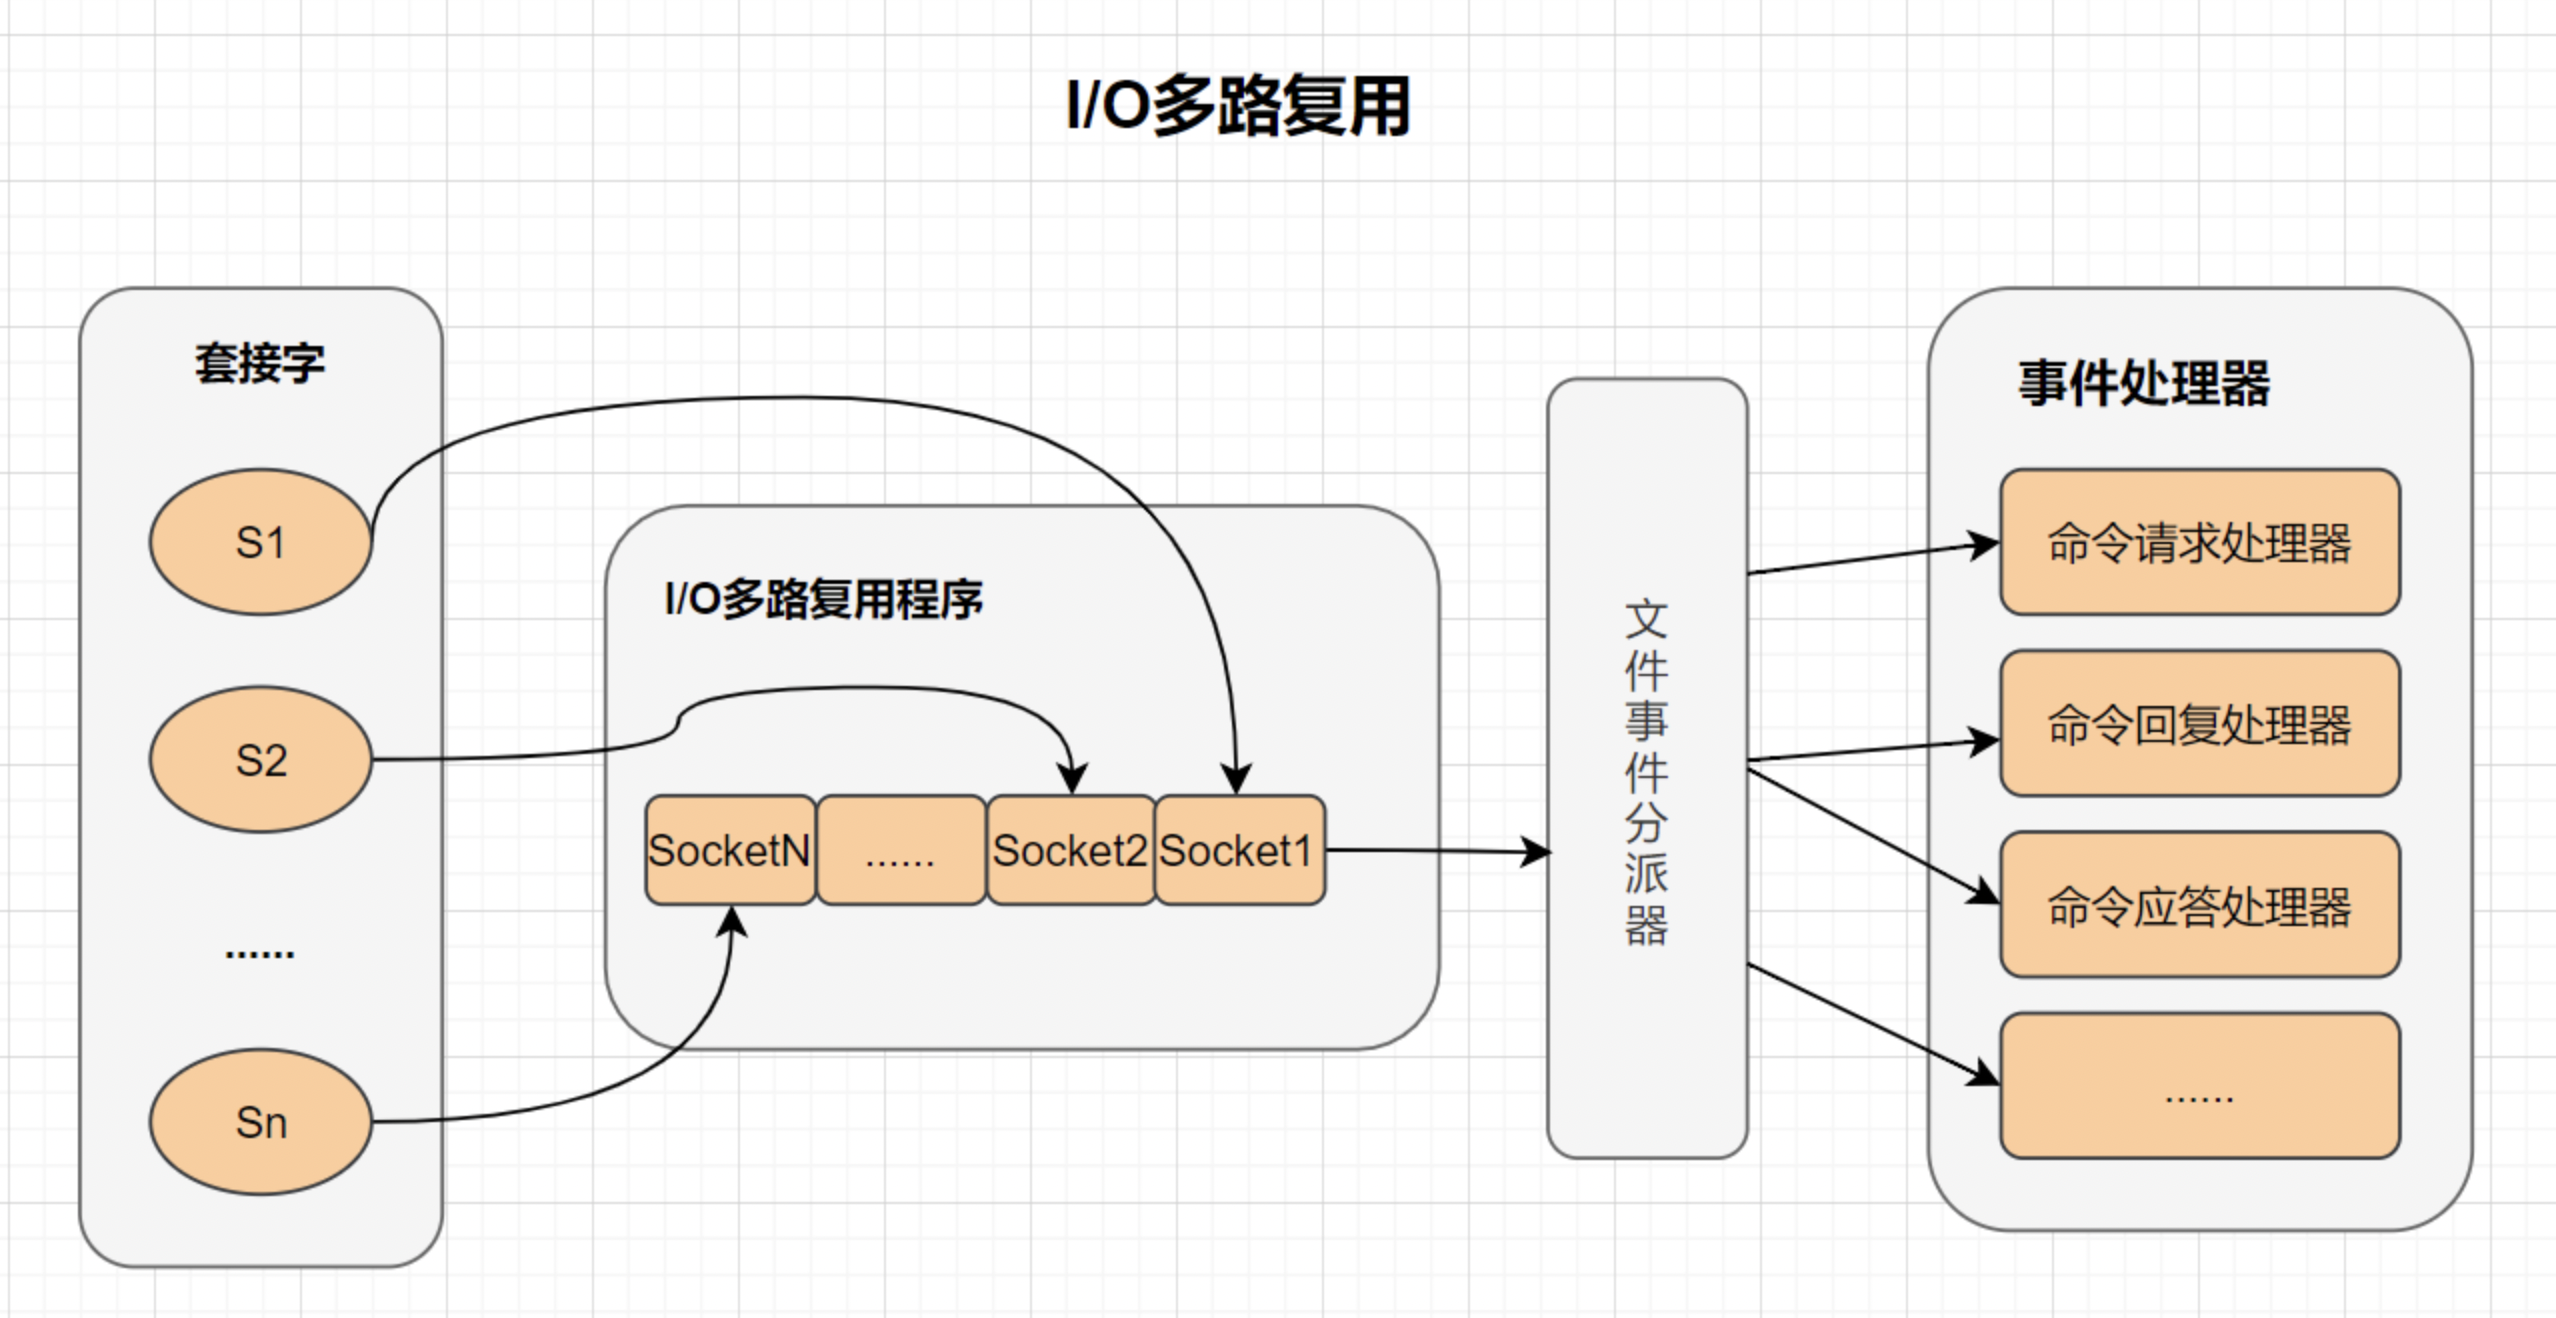 I/O多路复用
套接字
S1
S2
......
Sn
I/O多路复用程序
SocketN
......
Socket2
Socket1
文件事件分派器
事件处理器
命令请求处理器
命令回复处理器
命令应答处理器
......